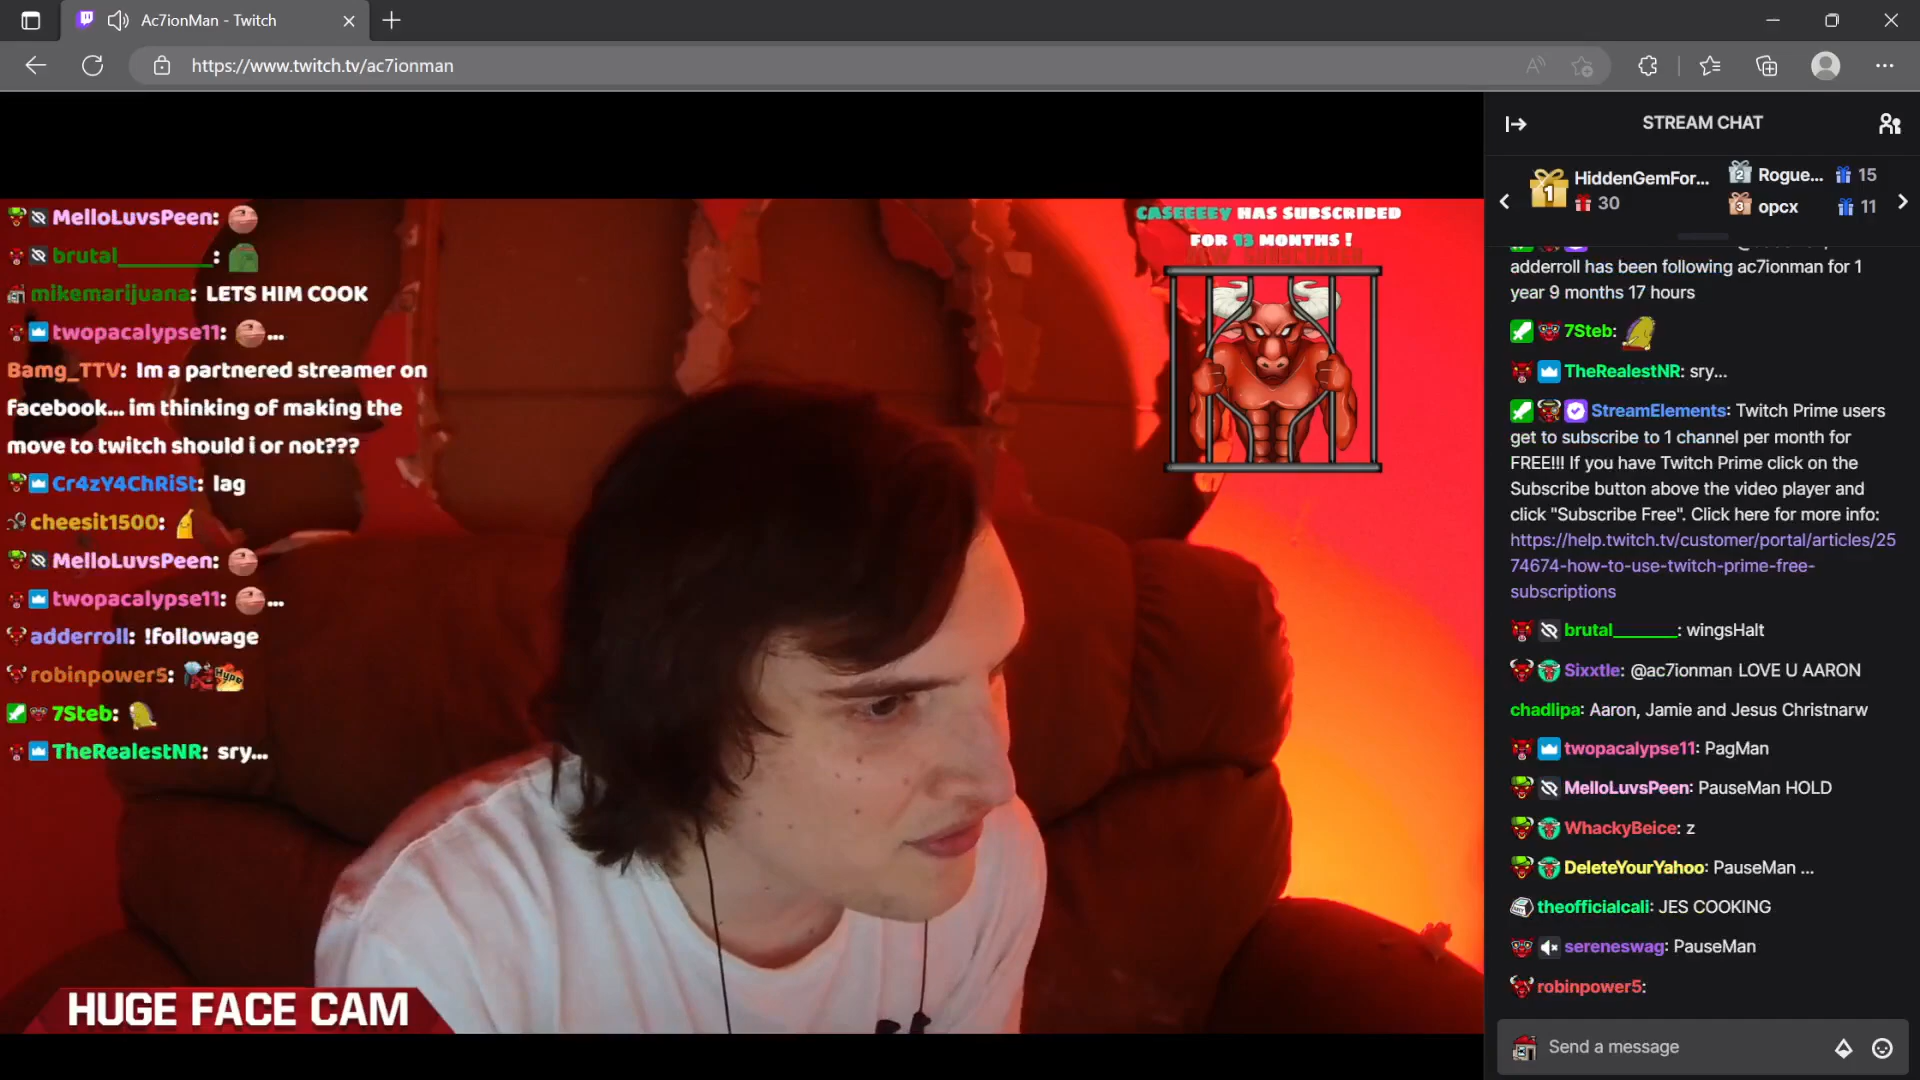 Ac7ionMan - Twitch
https://www.twitch.tv/ac7ionman
MelloLuvsPeen:
brutal________:
mikemarijuana: LETS HIM COOK
twopacalypse11: ...
Bamg_TTV: Im a partnered streamer on
facebook... im thinking of making the
move to twitch should i or not???
Cr4zY4ChRiSt: lag
cheesit1500:
MelloLuvsPeen:
twopacalypse11: ...
adderroll: !followage
robinpower5: Hype
7Steb:
TheRealestNR: sry...
CASEEEEY HAS SUBSCRIBED
FOR 13 MONTHS !
HUGE FACE CAM
STREAM CHAT
1 HiddenGemFor... 30
2 Rogue... 15
3 opcx 11
adderroll has been following ac7ionman for 1
year 9 months 17 hours
7Steb:
TheRealestNR: sry...
StreamElements: Twitch Prime users
get to subscribe to 1 channel per month for
FREE!!! If you have Twitch Prime click on the
Subscribe button above the video player and
click "Subscribe Free". Click here for more info:
https://help.twitch.tv/customer/portal/articles/25
74674-how-to-use-twitch-prime-free-
subscriptions
brutal________: wingsHalt
Sixxtle: @ac7ionman LOVE U AARON
chadlipa: Aaron, Jamie and Jesus Christnarw
twopacalypse11: PagMan
MelloLuvsPeen: PauseMan HOLD
WhackyBeice: z
DeleteYourYahoo: PauseMan ...
theofficialcali: JES COOKING
sereneswag: PauseMan
robinpower5:
Send a message